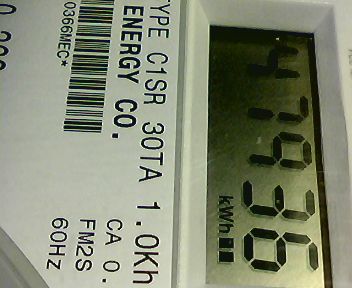 47936
kWh
TYPE C1SR 30TA 1.0Kh
ENERGY CO.
CA 0.
FM2S
60Hz
0366MEC*